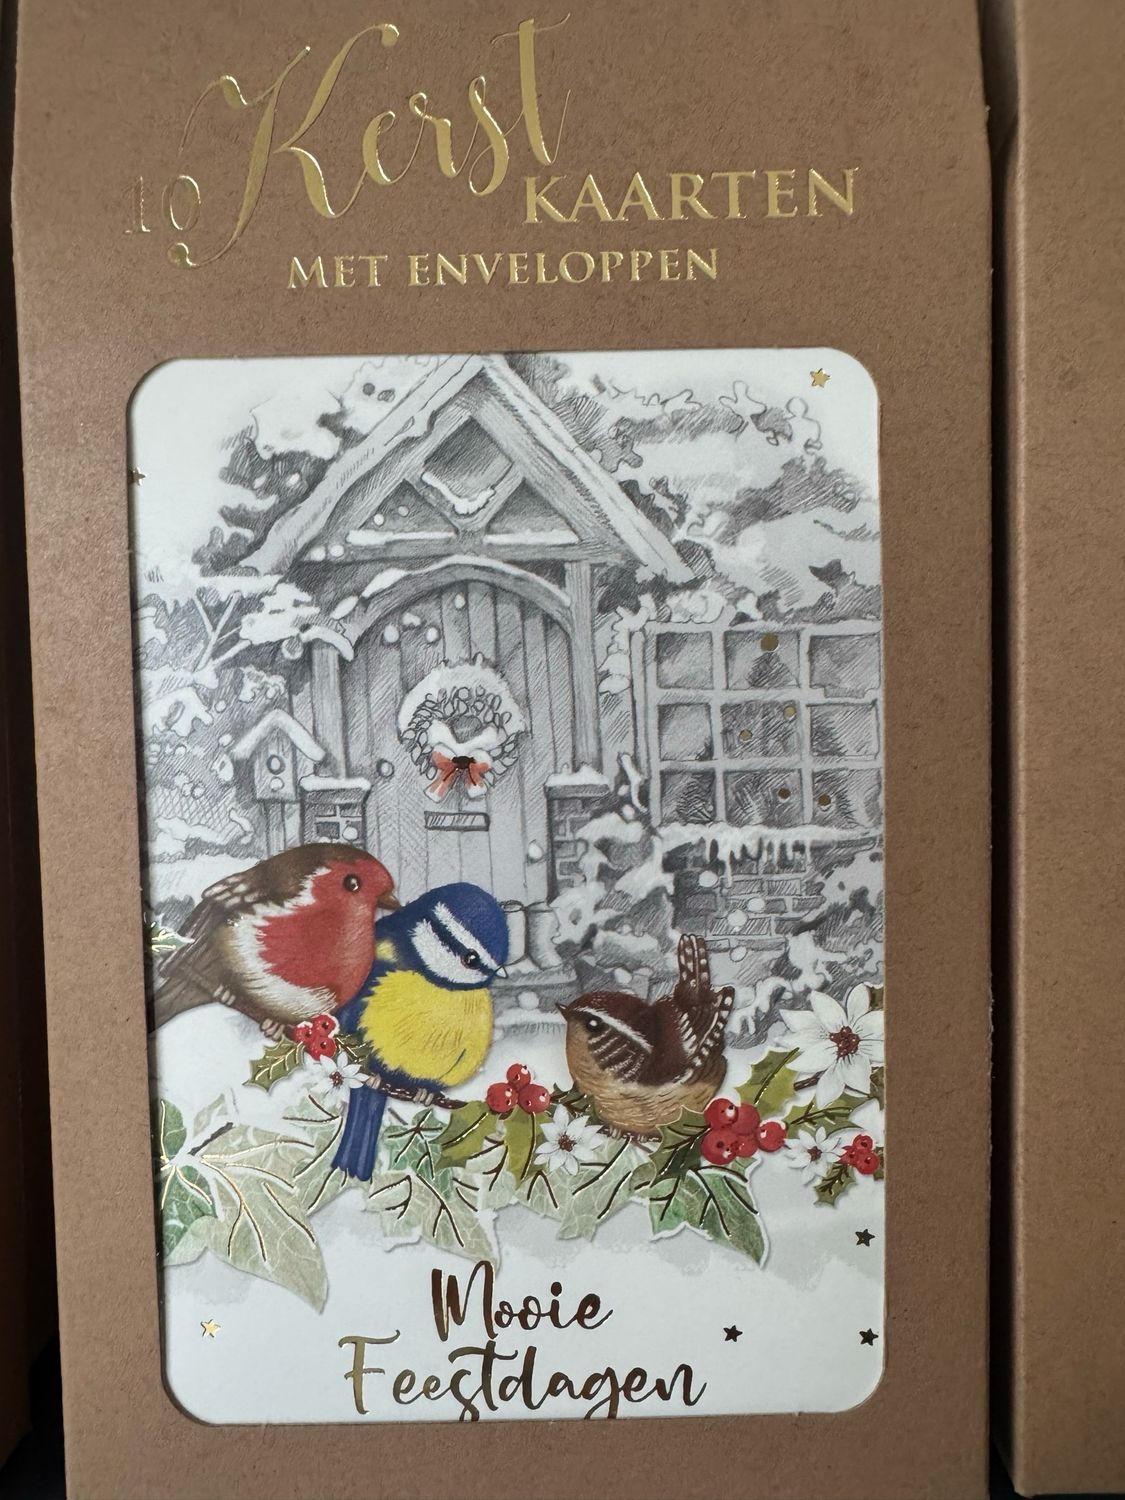 10 Kerst
KAARTEN
MET ENVELOPPEN
Mooie
Feestdagen